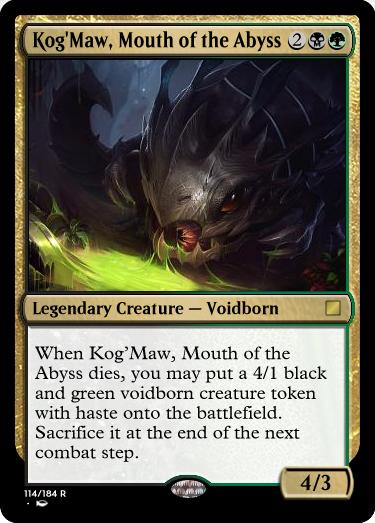 Kog'Maw, Mouth of the Abyss 2
Legendary Creature — Voidborn
When Kog'Maw, Mouth of the
Abyss dies, you may put a 4/1 black
and green voidborn creature token
with haste onto the battlefield.
Sacrifice it at the end of the next
combat step.
4/3
114/184 R